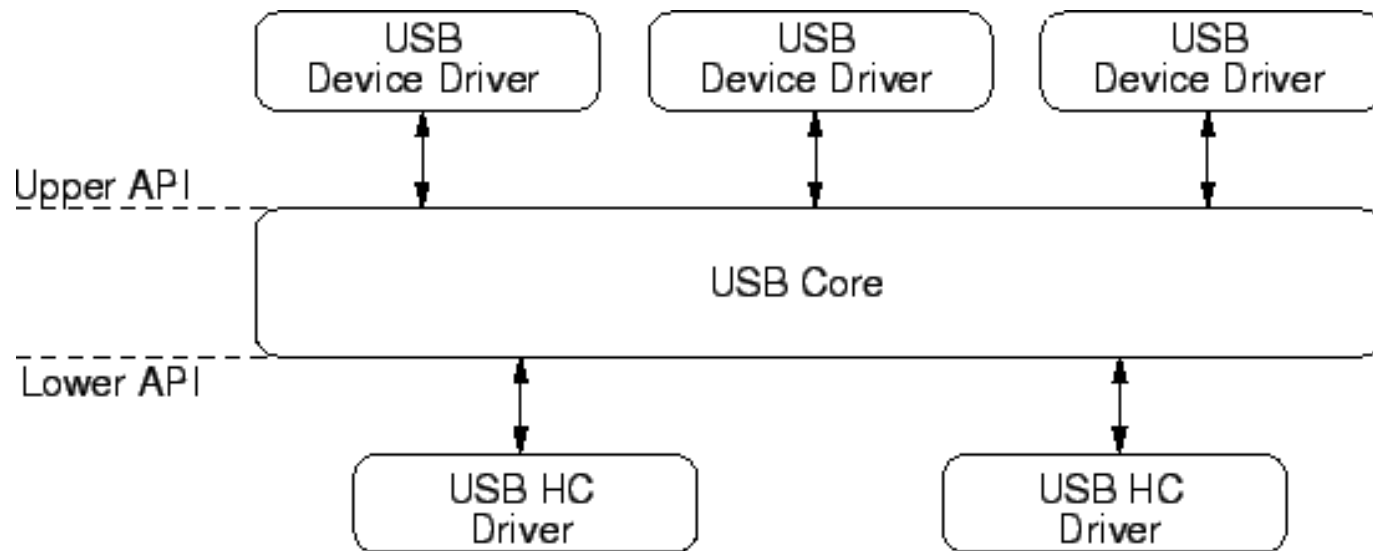 USB
Device Driver
USB
Device Driver
USB
Device Driver
Upper API
USB Core
Lower API
USB HC
Driver
USB HC
Driver